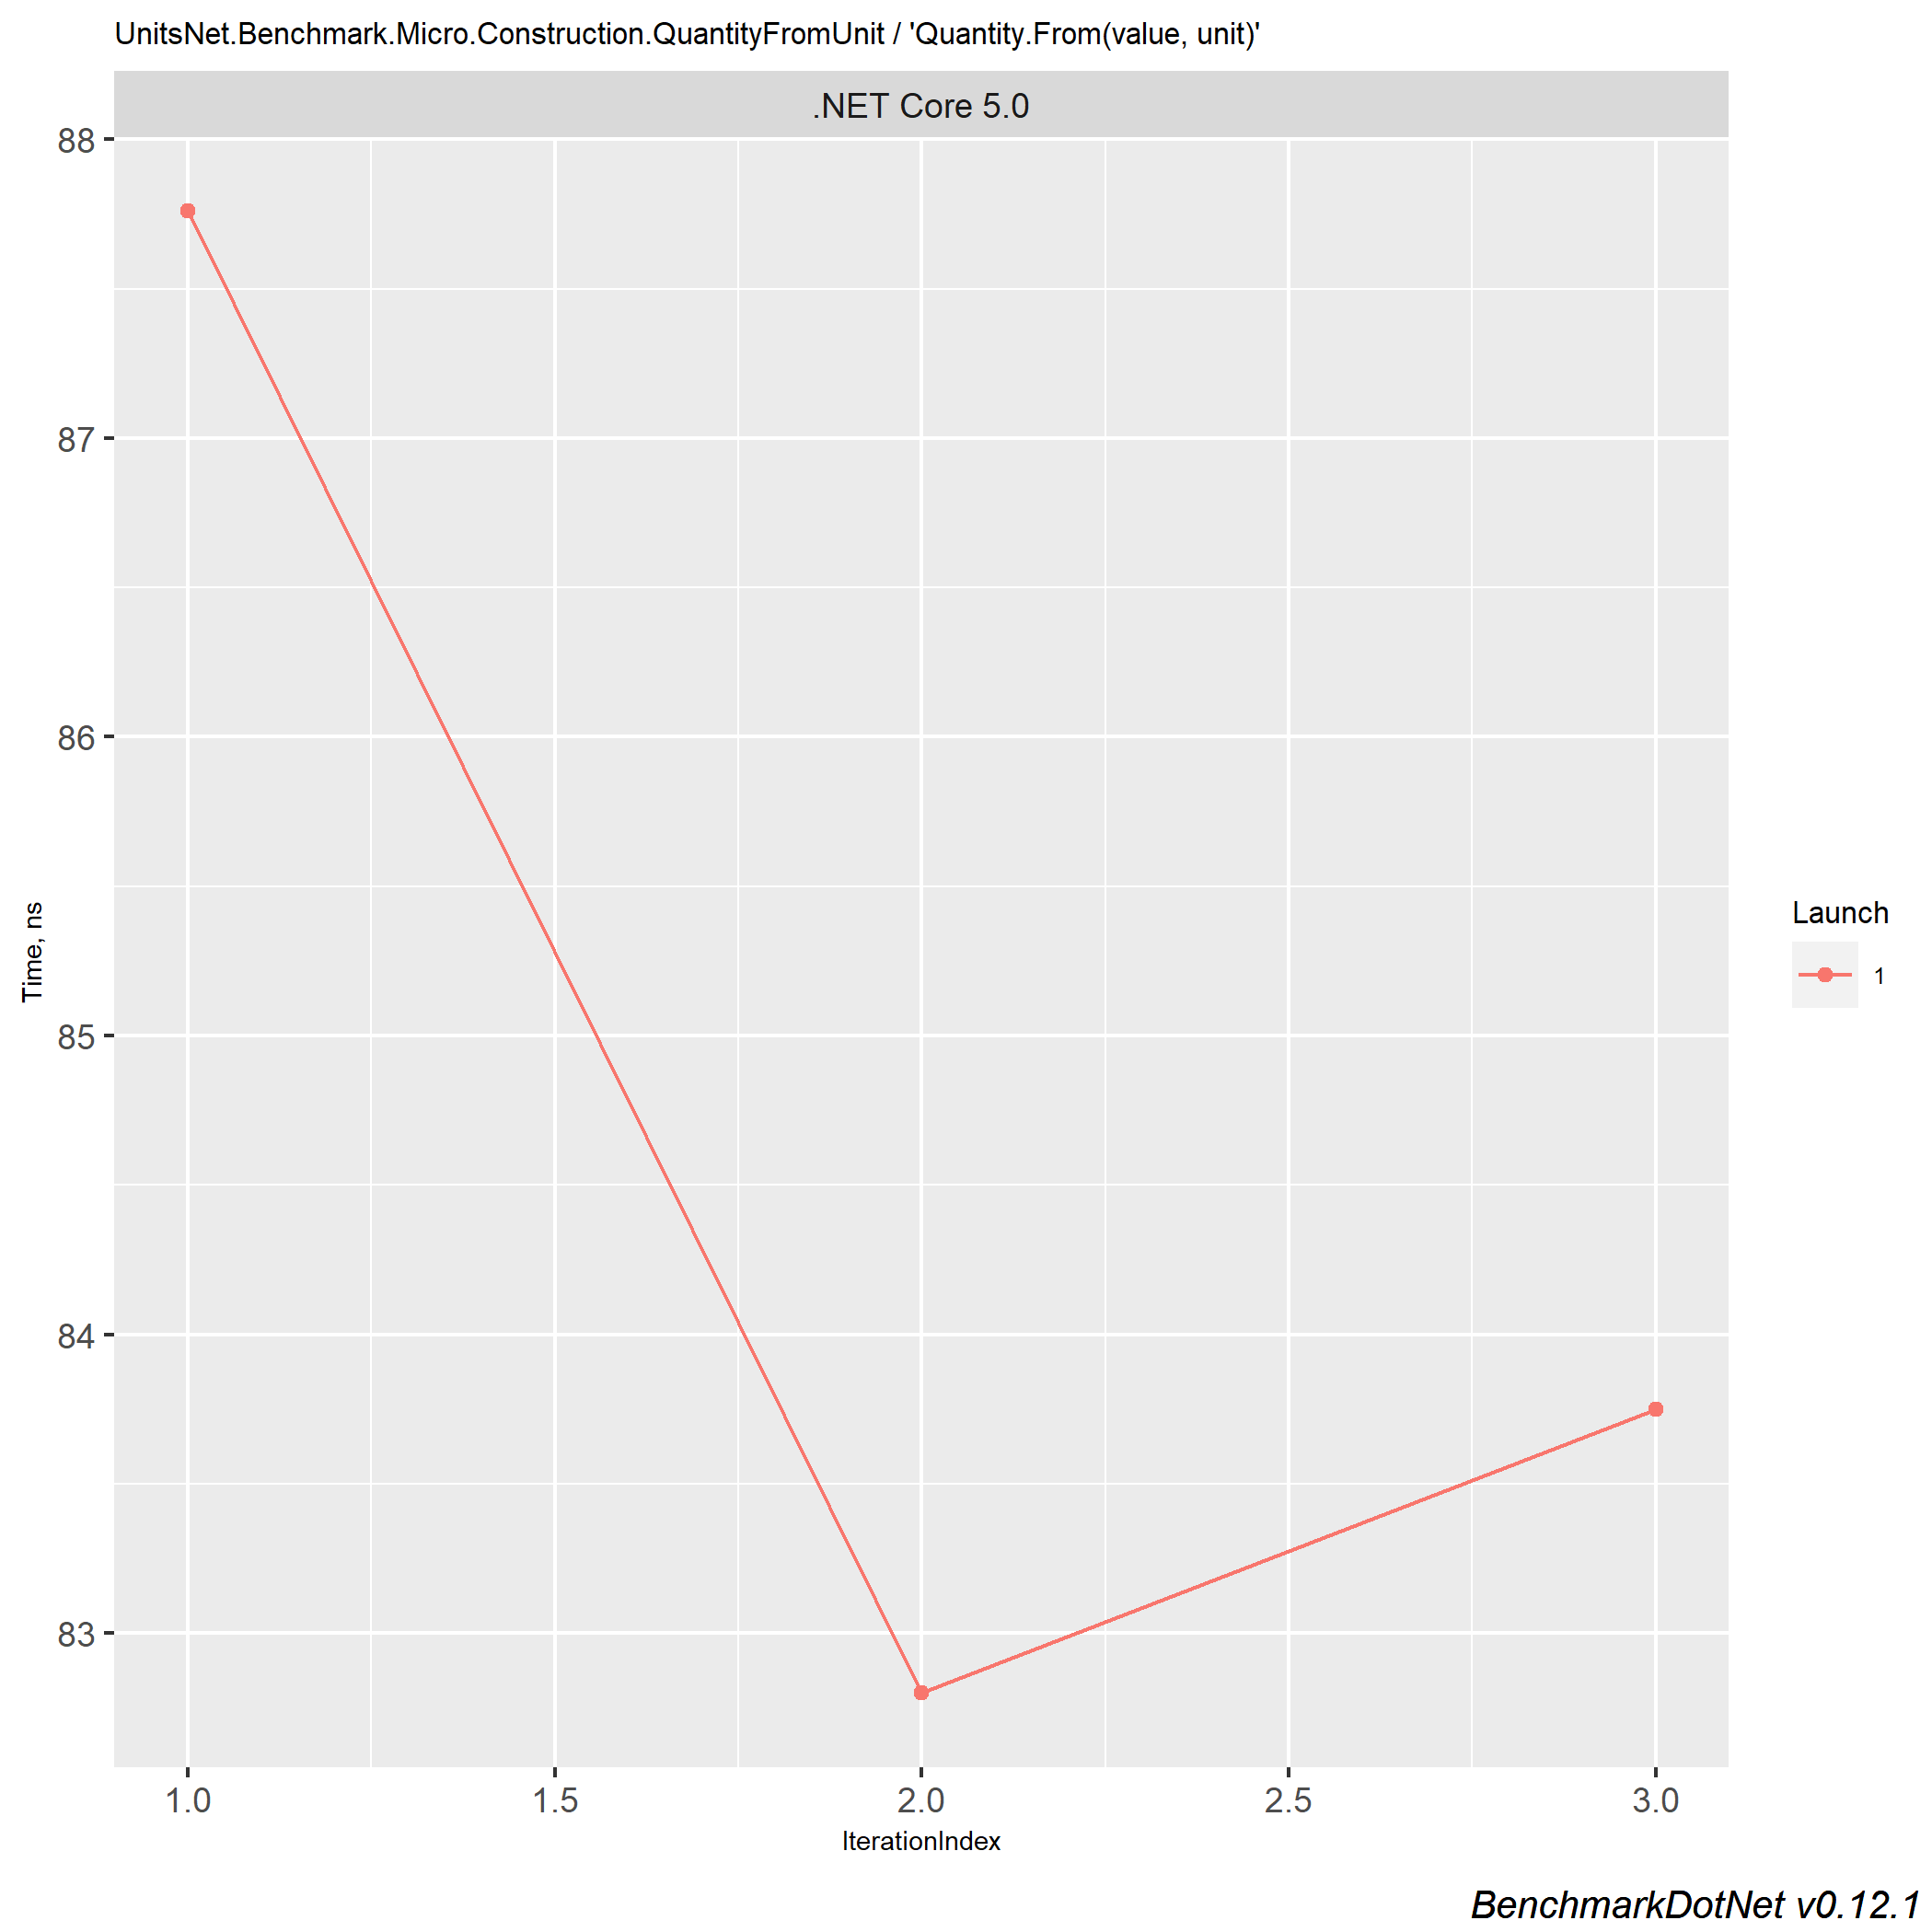 UnitsNet.Benchmark.Micro.Construction.QuantityFromUnit / 'Quantity.From(value, unit)'
.NET Core 5.0
88
87
86
85
84
83
Time, ns
1.0 1.5 2.0 2.5 3.0
IterationIndex
Launch
1
BenchmarkDotNet v0.12.1